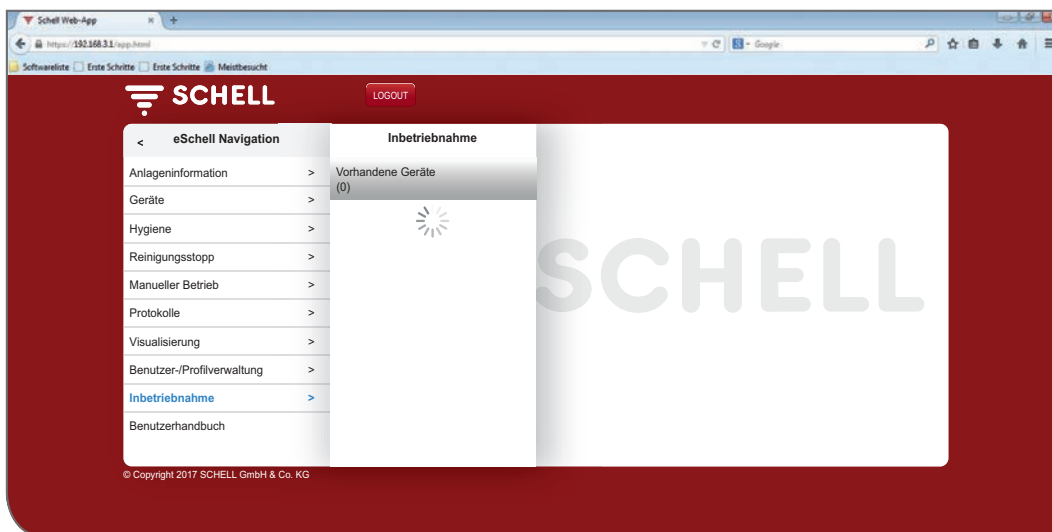 Schell Web-App
https://192.168.3.1/app.html
Google
Softwareliste Erste Schritte Erste Schritte Meistbesucht
SCHELL
LOGOUT
< eSchell Navigation
Anlageninformation >
Geräte >
Hygiene >
Reinigungsstopp >
Manueller Betrieb >
Protokolle >
Visualisierung >
Benutzer-/Profilverwaltung >
Inbetriebnahme >
Benutzerhandbuch
Inbetriebnahme
Vorhandene Geräte
(0)
SCHELL
© Copyright 2017 SCHELL GmbH & Co. KG